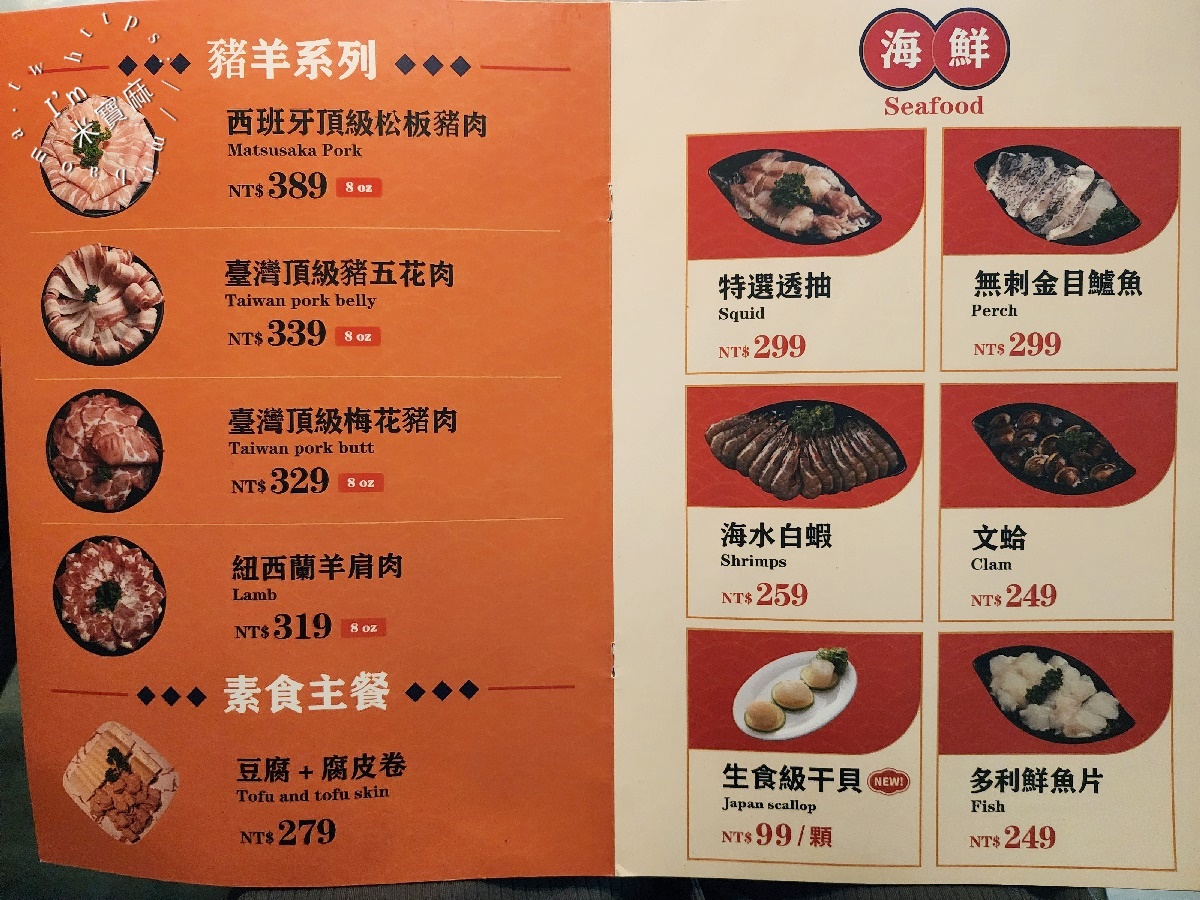 https://www.
I'm
米寶麻
豬羊系列
西班牙頂級松板豬肉
Matsusaka Pork
NT$ 389 8 oz
臺灣頂級豬五花肉
Taiwan pork belly
NT$ 339 8 oz
臺灣頂級梅花豬肉
Taiwan pork butt
NT$ 329 8 oz
紐西蘭羊肩肉
Lamb
NT$ 319 8 oz
素食主餐
豆腐 + 腐皮卷
Tofu and tofu skin
NT$ 279
海鮮
Seafood
特選透抽
Squid
NT$ 299
無刺金目鱸魚
Perch
NT$ 299
海水白蝦
Shrimps
NT$ 259
文蛤
Clam
NT$ 249
生食級干貝 NEW!
Japan scallop
NT$ 99 / 顆
多利鮮魚片
Fish
NT$ 249